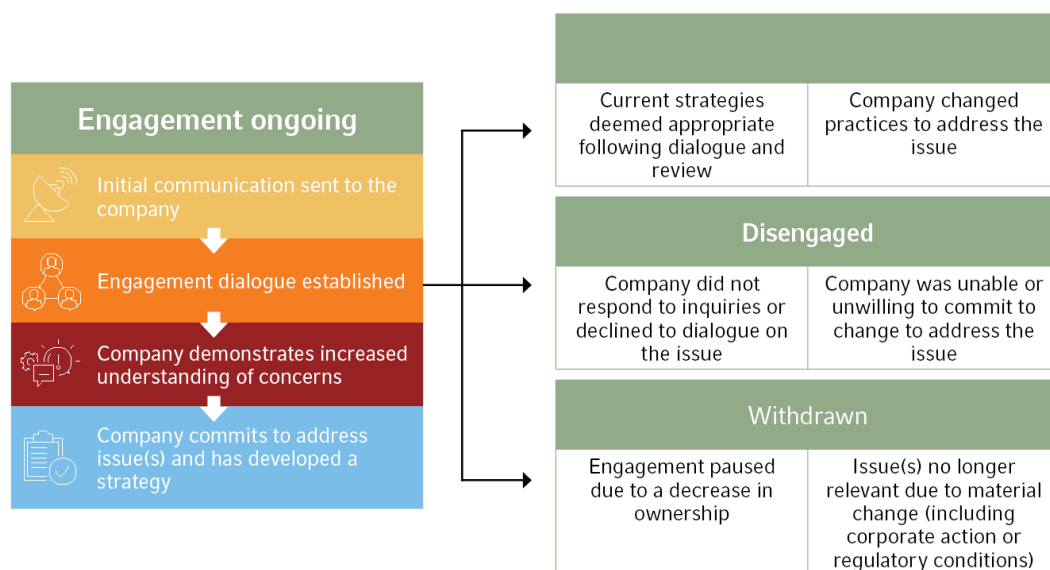 Engagement ongoing
Initial communication sent to the
company
Engagement dialogue established
Company demonstrates increased
understanding of concerns
Company commits to address
issue(s) and has developed a
strategy
Current strategies
deemed appropriate
following dialogue and
review
Company changed
practices to address the
issue
Disengaged
Company did not
respond to inquiries or
declined to dialogue on
the issue
Company was unable or
unwilling to commit to
change to address the
issue
Withdrawn
Engagement paused
due to a decrease in
ownership
Issue(s) no longer
relevant due to material
change (including
corporate action or
regulatory conditions)